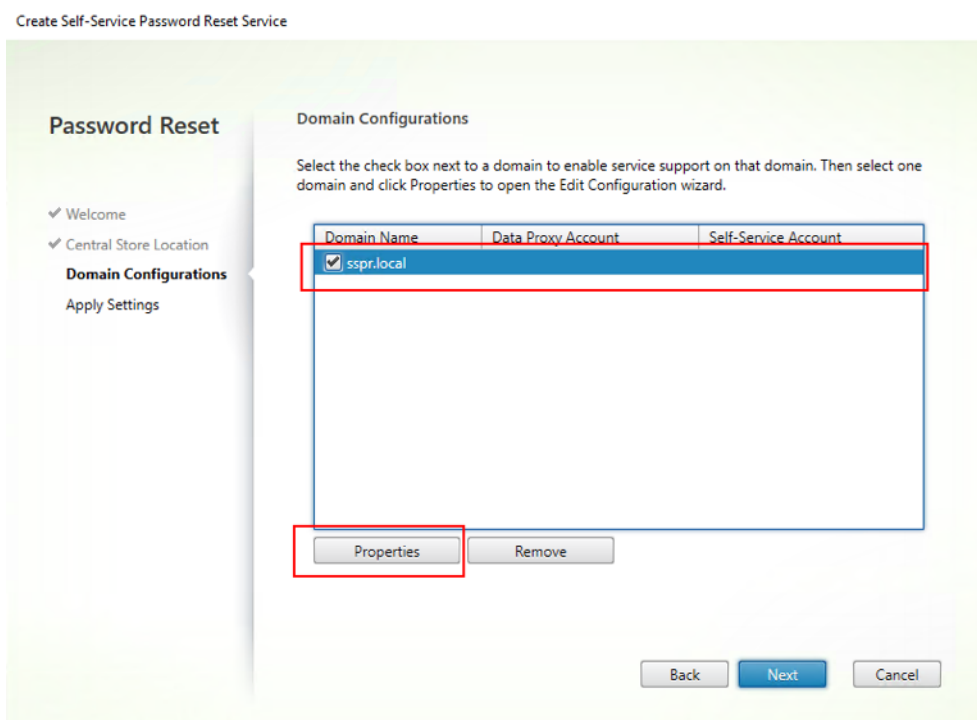 Create Self-Service Password Reset Service
Password Reset
Welcome
Central Store Location
Domain Configurations
Apply Settings
Domain Configurations
Select the check box next to a domain to enable service support on that domain. Then select one
domain and click Properties to open the Edit Configuration wizard.
Domain Name Data Proxy Account Self-Service Account
sspr.local
Properties Remove
Back Next Cancel